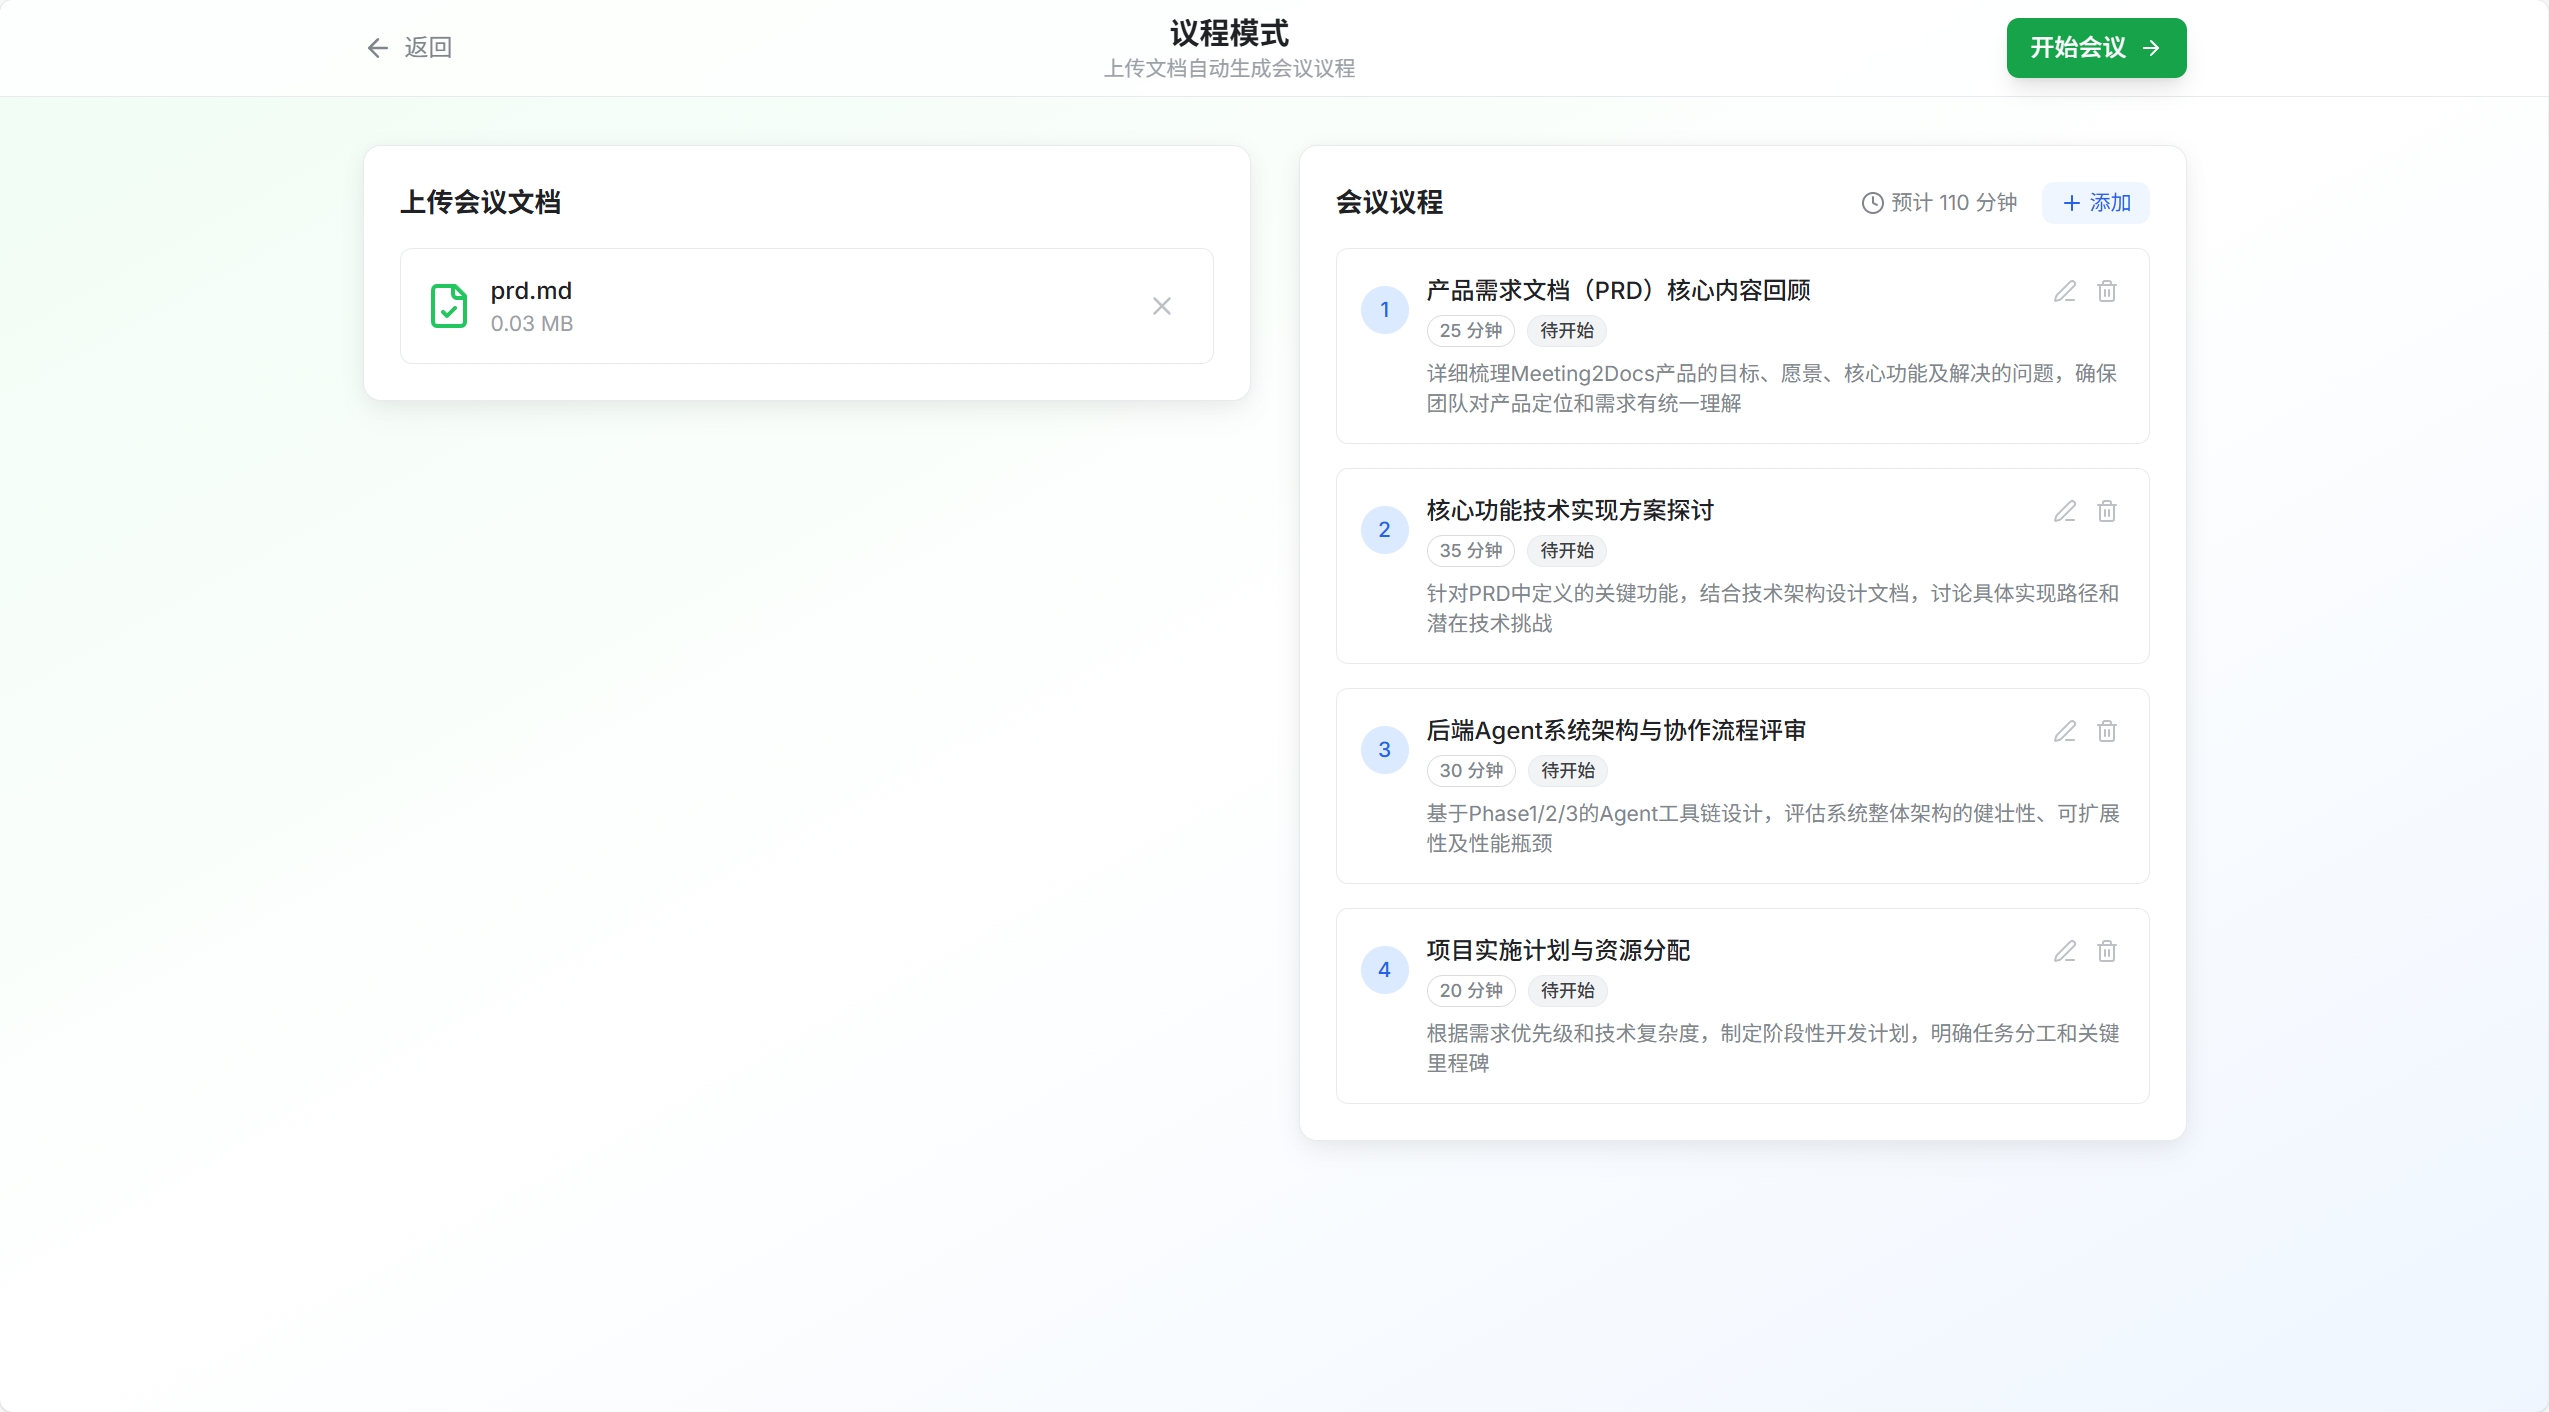 返回
议程模式
上传文档自动生成会议议程
开始会议
上传会议文档
prd.md
0.03 MB
会议议程
预计 110 分钟
添加
1
产品需求文档（PRD）核心内容回顾
25 分钟
待开始
详细梳理Meeting2Docs产品的目标、愿景、核心功能及解决的问题，确保
团队对产品定位和需求有统一理解
2
核心功能技术实现方案探讨
35 分钟
待开始
针对PRD中定义的关键功能，结合技术架构设计文档，讨论具体实现路径和
潜在技术挑战
3
后端Agent系统架构与协作流程评审
30 分钟
待开始
基于Phase1/2/3的Agent工具链设计，评估系统整体架构的健壮性、可扩展
性及性能瓶颈
4
项目实施计划与资源分配
20 分钟
待开始
根据需求优先级和技术复杂度，制定阶段性开发计划，明确任务分工和关键
里程碑